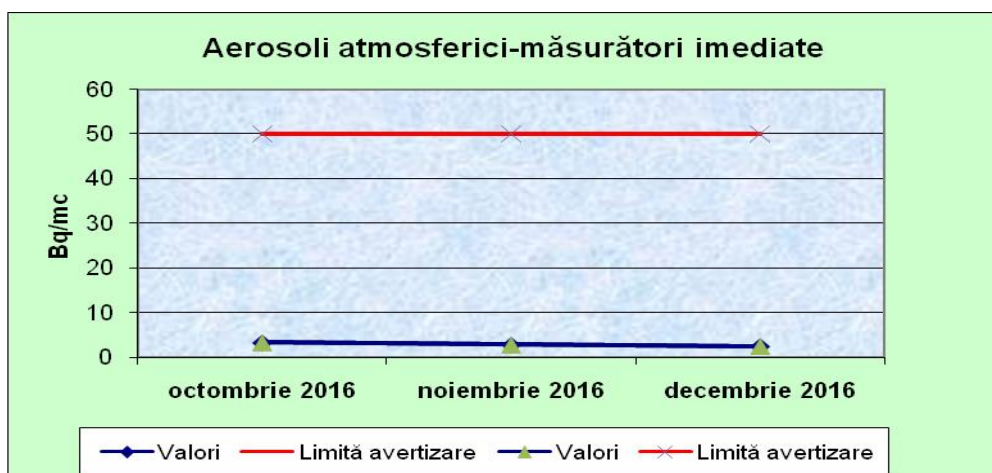 Aerosoli atmosferici-măsurători imediate
60
50
40
30
20
10
0
Bq/mc
octombrie 2016 noiembrie 2016 decembrie 2016
Valori Limită avertizare Valori Limită avertizare